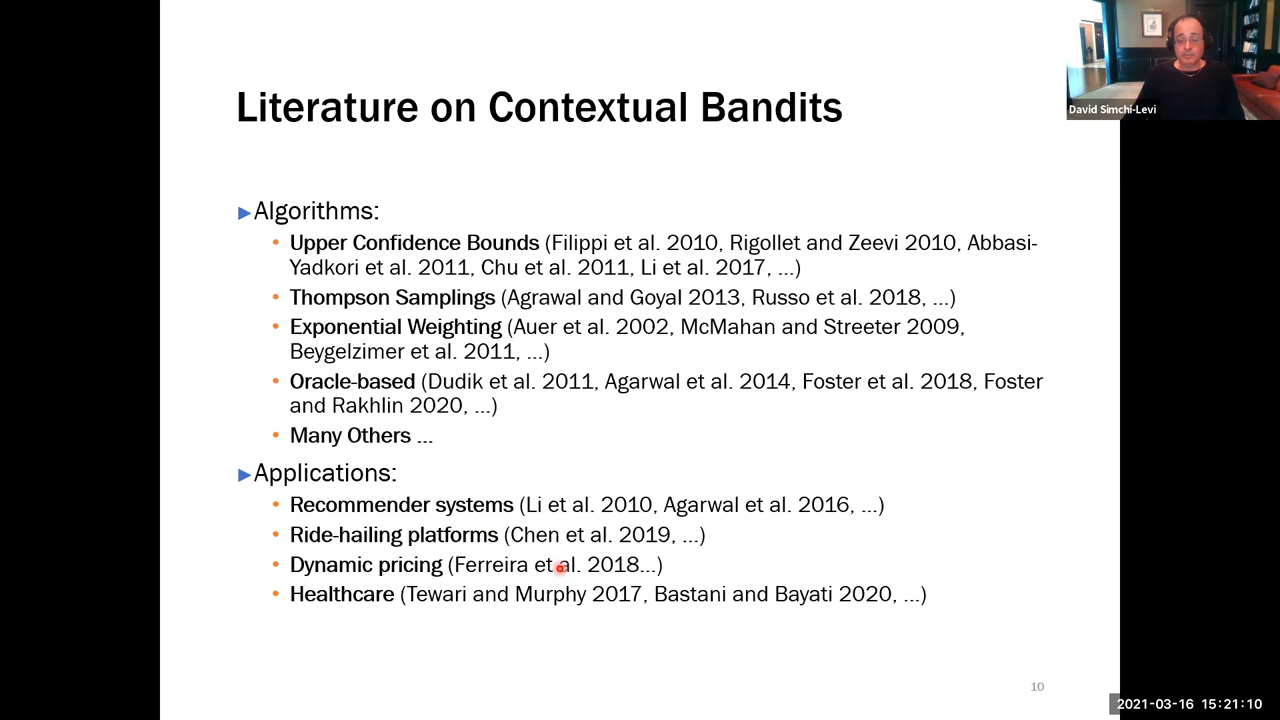 David Simchi-Levi
Literature on Contextual Bandits
►Algorithms:
• Upper Confidence Bounds (Filippi et al. 2010, Rigollet and Zeevi 2010, Abbasi-
Yadkori et al. 2011, Chu et al. 2011, Li et al. 2017, ...)
• Thompson Samplings (Agrawal and Goyal 2013, Russo et al. 2018, ...)
• Exponential Weighting (Auer et al. 2002, McMahan and Streeter 2009,
Beygelzimer et al. 2011, ...)
• Oracle-based (Dudik et al. 2011, Agarwal et al. 2014, Foster et al. 2018, Foster
and Rakhlin 2020, ...)
• Many Others ...
►Applications:
• Recommender systems (Li et al. 2010, Agarwal et al. 2016, ...)
• Ride-hailing platforms (Chen et al. 2019, ...)
• Dynamic pricing (Ferreira et al. 2018...)
• Healthcare (Tewari and Murphy 2017, Bastani and Bayati 2020, ...)
10
2021-03-16 15:21:10